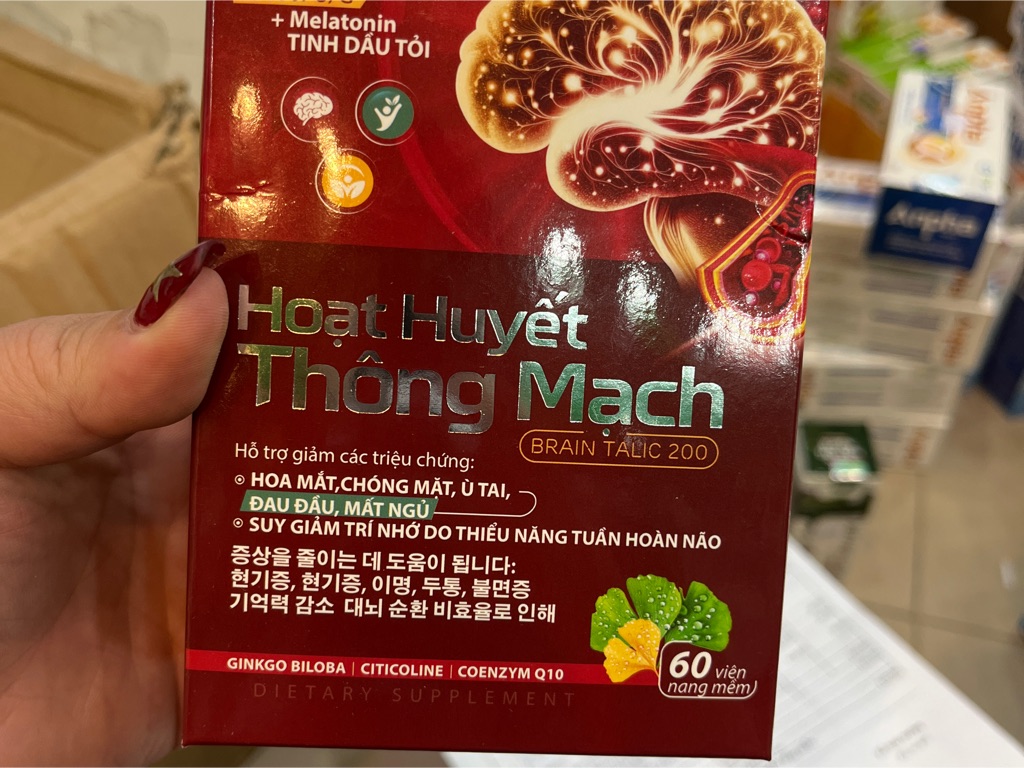 + Melatonin
TINH DẦU TỎI
Hoạt Huyết
Thông Mạch
BRAIN TALIC 200
Hỗ trợ giảm các triệu chứng:
HOA MẮT,CHÓNG MẶT, Ù TAI,
ĐAU ĐẦU, MẤT NGỦ
SUY GIẢM TRÍ NHỚ DO THIỂU NĂNG TUẦN HOÀN NÃO
증상을 줄이는 데 도움이 됩니다:
현기증, 현기증, 이명, 두통, 불면증
기억력 감소 대뇌 순환 비효율로 인해
GINKGO BILOBA | CITICOLINE | COENZYM Q10
DIETARY SUPPLEMENT
60 viên
nang mềm